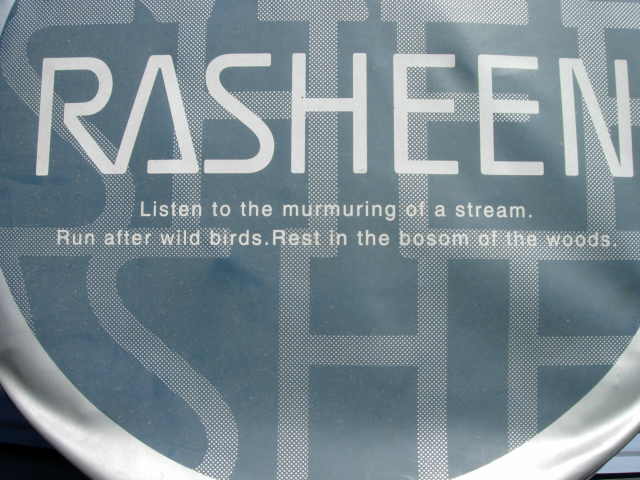 RASHEEN
Listen to the murmuring of a stream.
Run after wild birds.Rest in the bosom of the woods.